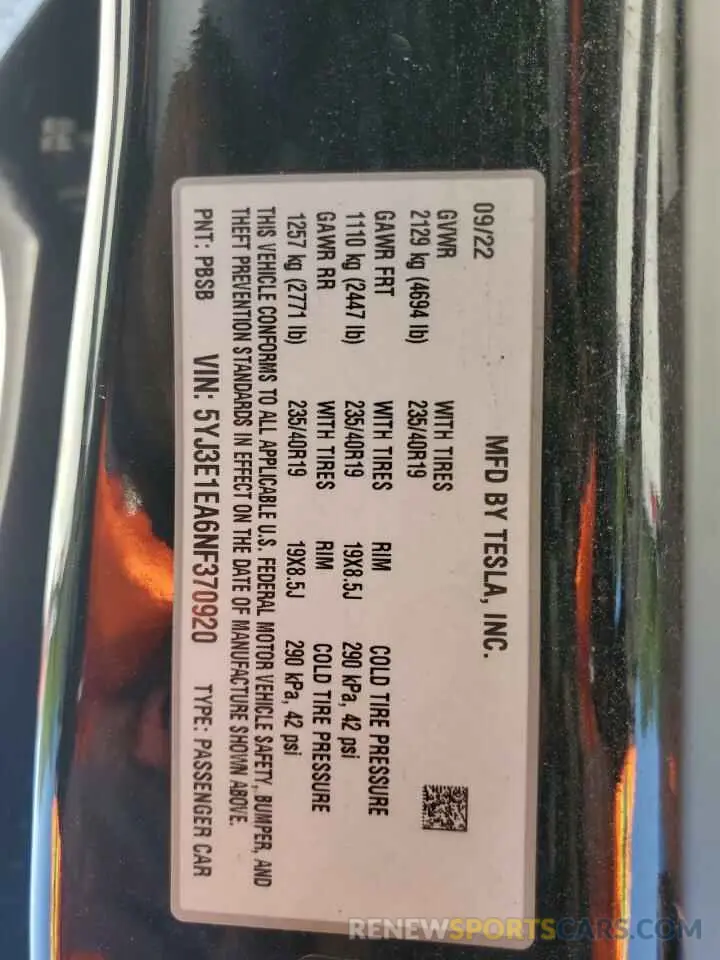 MFD BY TESLA, INC.
09/22
GVWR
2129 kg (4694 lb) WITH TIRES
235/40R19
GAWR FRT WITH TIRES RIM COLD TIRE PRESSURE
1110 kg (2447 lb) 235/40R19 19X8.5J 290 kPa, 42 psi
GAWR RR WITH TIRES RIM COLD TIRE PRESSURE
1257 kg (2771 lb) 235/40R19 19X8.5J 290 kPa, 42 psi
THIS VEHICLE CONFORMS TO ALL APPLICABLE U.S. FEDERAL MOTOR VEHICLE SAFETY, BUMPER, AND
THEFT PREVENTION STANDARDS IN EFFECT ON THE DATE OF MANUFACTURE SHOWN ABOVE.
PNT: PBSB VIN: 5YJ3E1EA6NF370920 TYPE: PASSENGER CAR
RENEWSPORTSCARS.COM